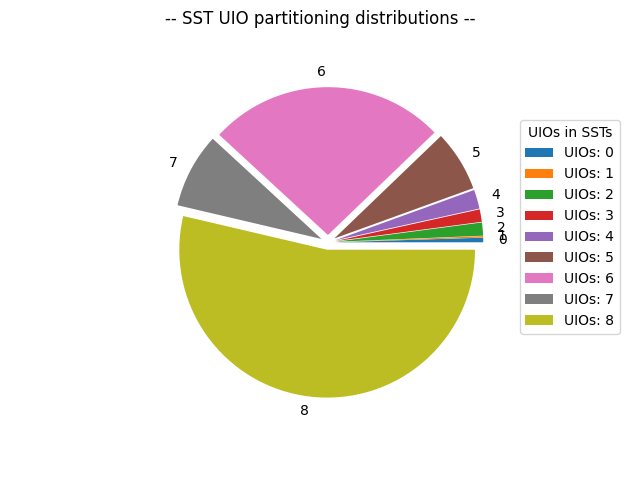 -- SST UIO partitioning distributions --
6
7
5
4
3
2
1
0
8
UIOs in SSTs
UIOs: 0
UIOs: 1
UIOs: 2
UIOs: 3
UIOs: 4
UIOs: 5
UIOs: 6
UIOs: 7
UIOs: 8